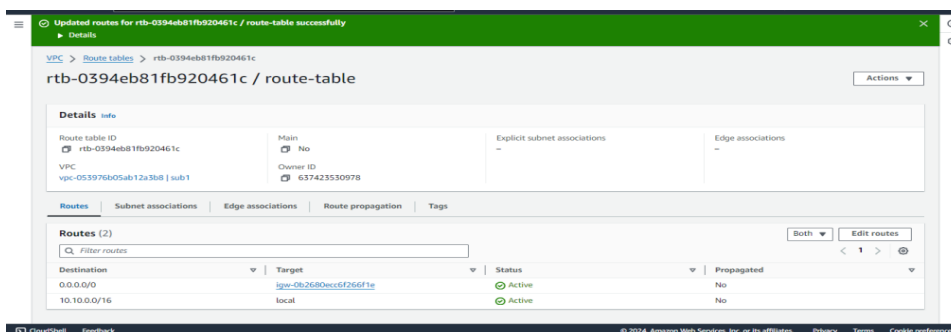 Updated routes for rtb-0394eb81fb920461c / route-table successfully
Details
VPC > Route tables > rtb-0394eb81fb920461c
rtb-0394eb81fb920461c / route-table
Actions
Details Info
Route table ID
rtb-0394eb81fb920461c
Main
No
Explicit subnet associations
–
Edge associations
–
VPC
vpc-053976b05ab12a3b8 | sub1
Owner ID
637423530978
Routes Subnet associations Edge associations Route propagation Tags
Routes (2)
Both Edit routes
Filter routes
< 1 >
Destination Target Status Propagated
0.0.0.0/0 igw-0b2680ecc6f266f1e Active No
10.10.0.0/16 local Active No
CloudShell Feedback © 2024, Amazon Web Services, Inc. or its affiliates. Privacy Terms Cookie preferences